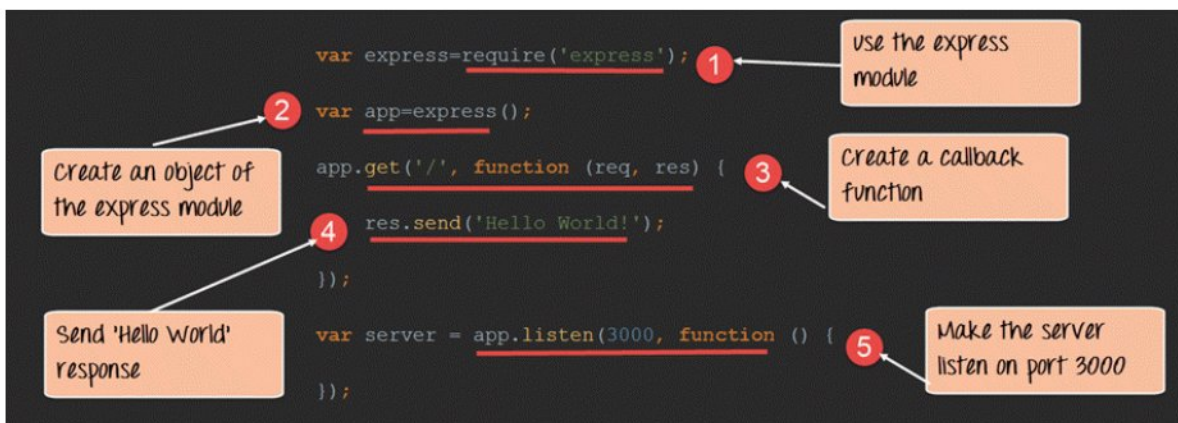 var express=require('express');
1
use the express
module
2
var app=express();
Create an object of
the express module
app.get('/', function (req, res) {
3
Create a callback
function
4
res.send('Hello World!');
});
Send 'Hello World'
response
var server = app.listen(3000, function () {
5
Make the server
listen on port 3000
});